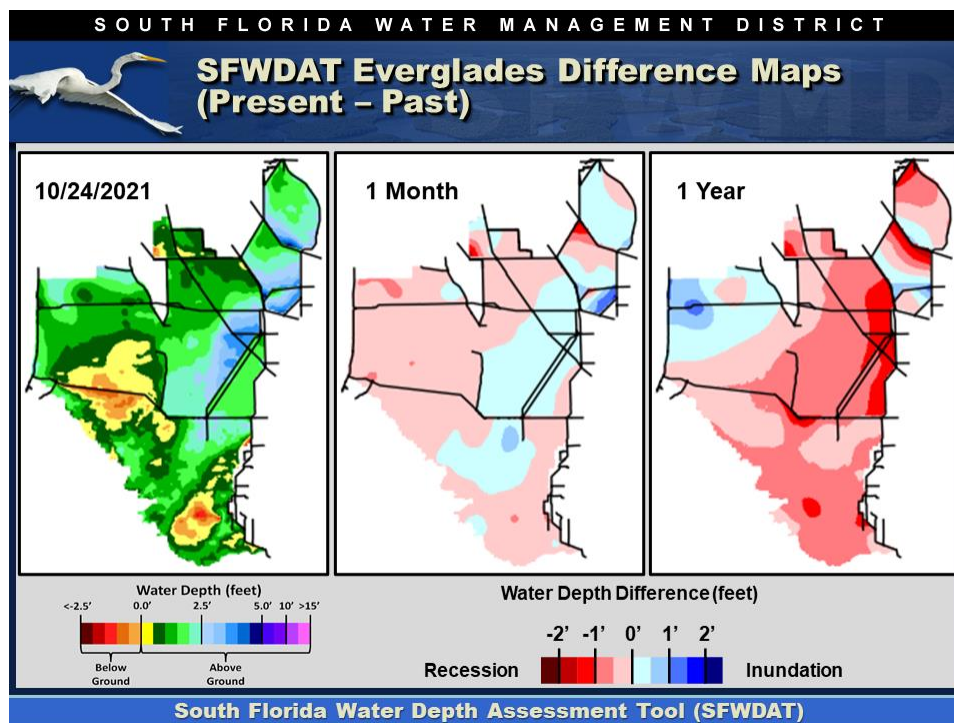 SOUTH FLORIDA WATER MANAGEMENT DISTRICT
SFWDAT Everglades Difference Maps
(Present – Past)
SFWMD
10/24/2021
1 Month
1 Year
Water Depth (feet)
<-2.5' 0.0' 2.5' 5.0' 10' >15'
Below
Ground
Above
Ground
Water Depth Difference (feet)
-2' -1' 0' 1' 2'
Recession
Inundation
South Florida Water Depth Assessment Tool (SFWDAT)